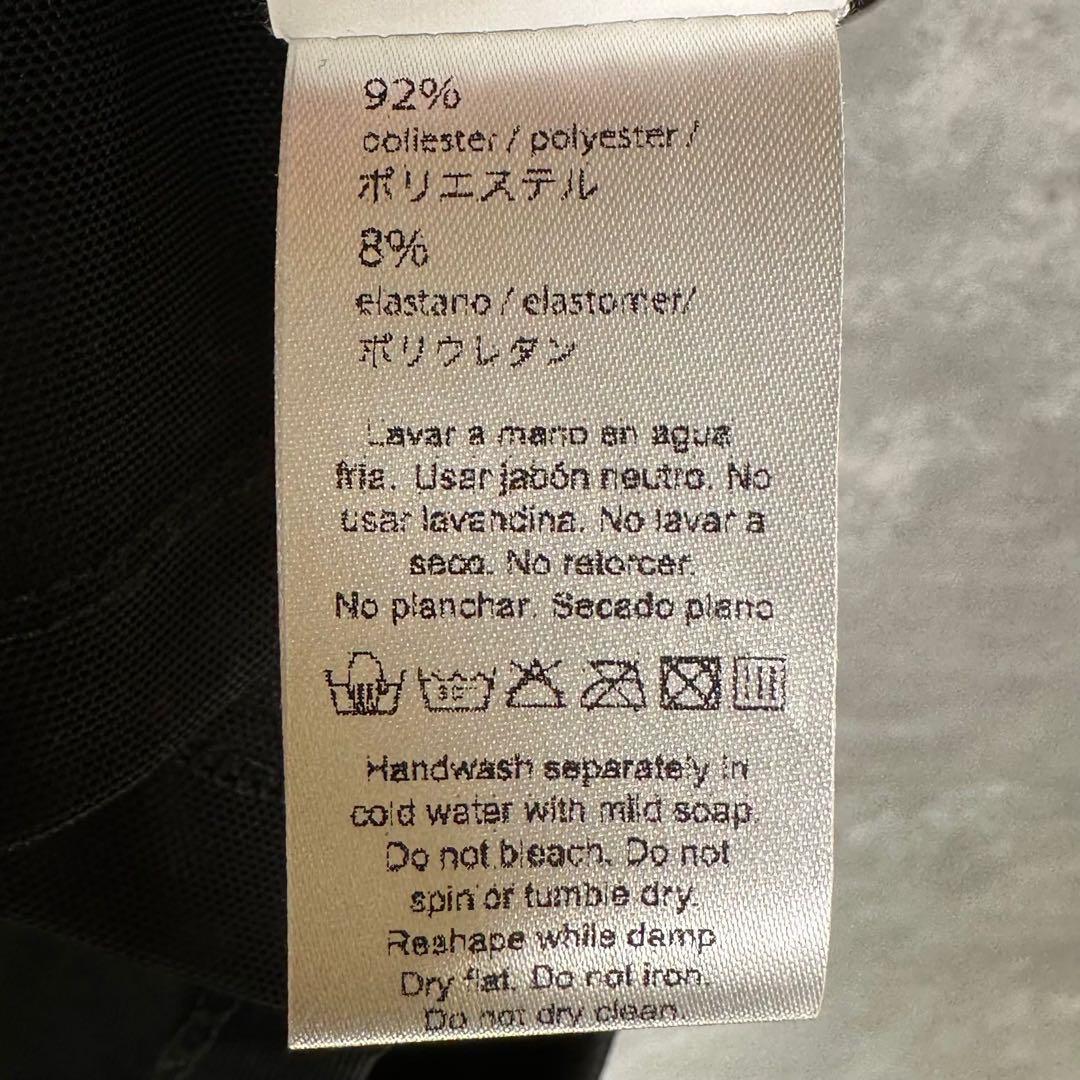 92%
poliester / polyester /
ポリエステル
8%
elastano / elastomer/
ポリウレタン
Lavar a mano en agua
fria. Usar jabón neutro. No
usar lavandina. No lavar a
seco. No retorcer.
No planchar. Secado plano
30°
Handwash separately in
cold water with mild soap.
Do not bleach. Do not
spin or tumble dry.
Reshape while damp
Dry flat. Do not iron.
Do not dry clean.